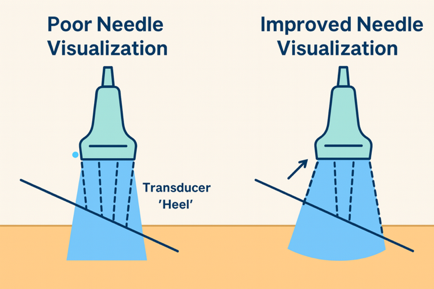 Poor Needle
Visualization
Improved Needle
Visualization
Transducer
'Heel'